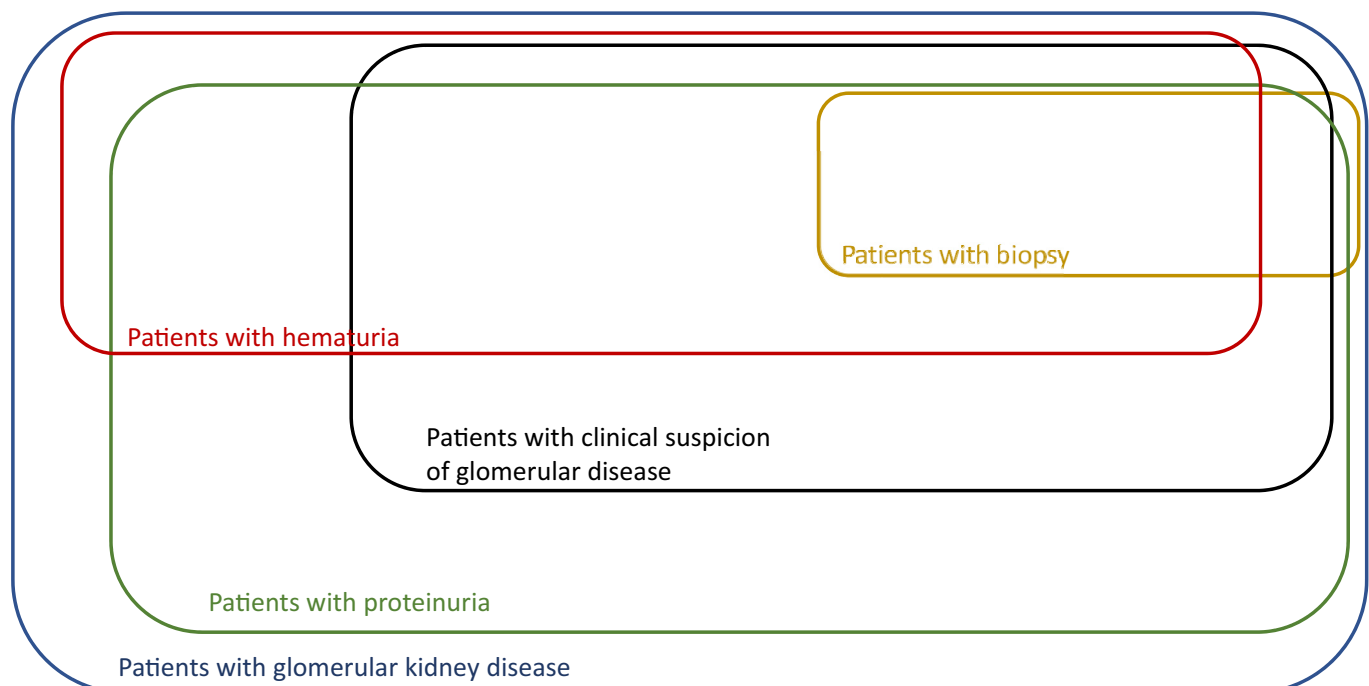 Patients with biopsy
Patients with hematuria
Patients with clinical suspicion
of glomerular disease
Patients with proteinuria
Patients with glomerular kidney disease